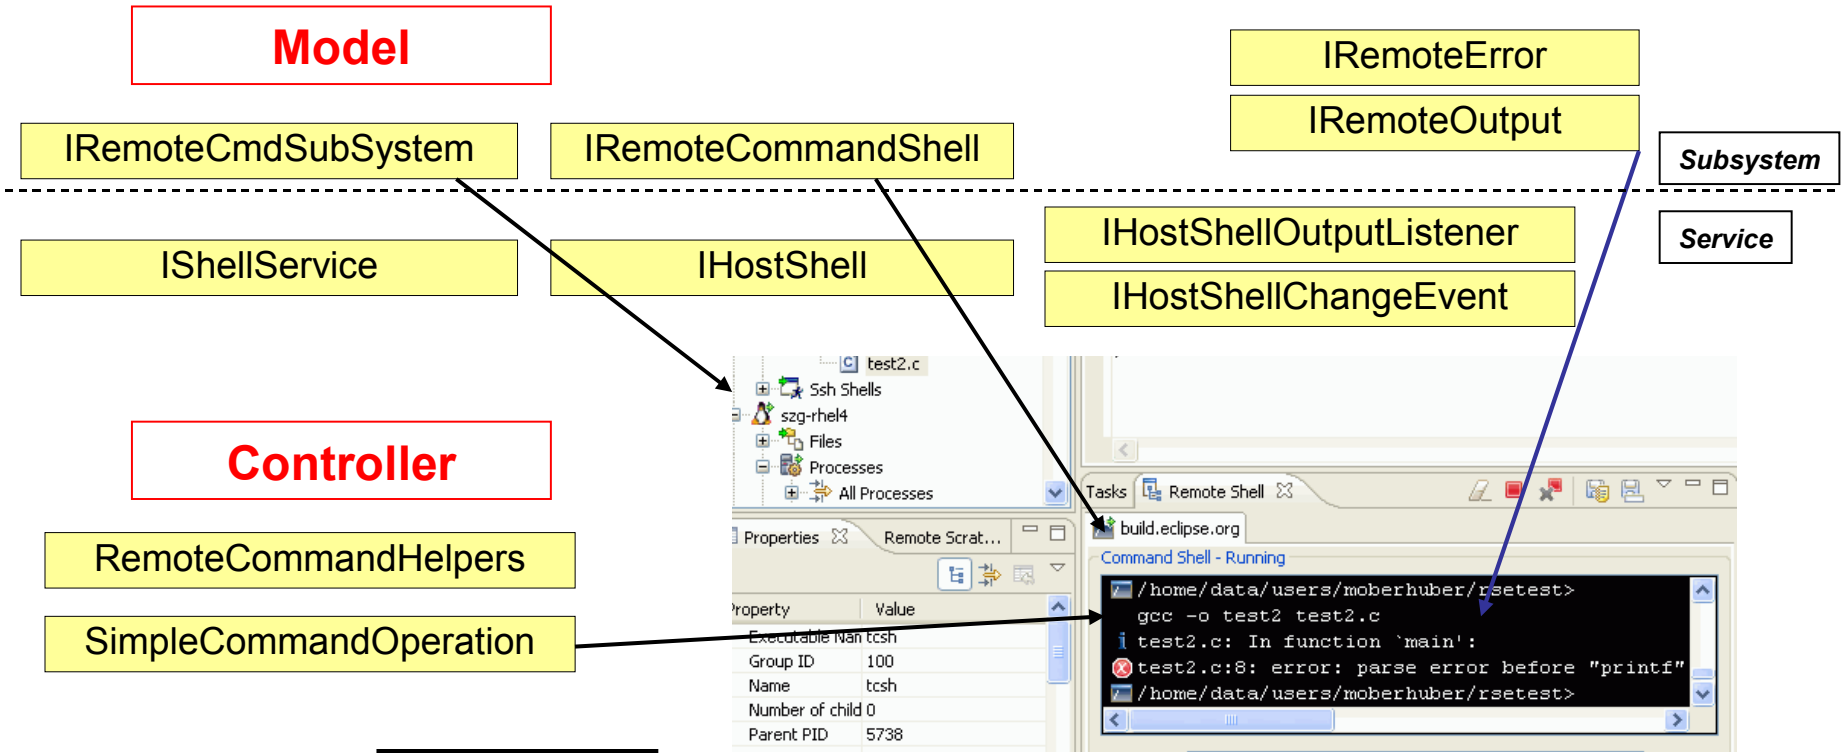 Model
IRemoteError
IRemoteOutput
IRemoteCmdSubSystem
IRemoteCommandShell
Subsystem
IShellService
IHostShell
IHostShellOutputListener
IHostShellChangeEvent
Service
test2.c
Ssh Shells
szg-rhel4
Files
Processes
All Processes
Controller
RemoteCommandHelpers
SimpleCommandOperation
Properties
Remote Scrat...
Property Value
Executable Nan tcsh
Group ID 100
Name tcsh
Number of child 0
Parent PID 5738
Tasks Remote Shell
build.eclipse.org
Command Shell - Running
/home/data/users/moberhuber/rsetest>
gcc -o test2 test2.c
test2.c: In function `main':
test2.c:8: error: parse error before "printf"
/home/data/users/moberhuber/rsetest>